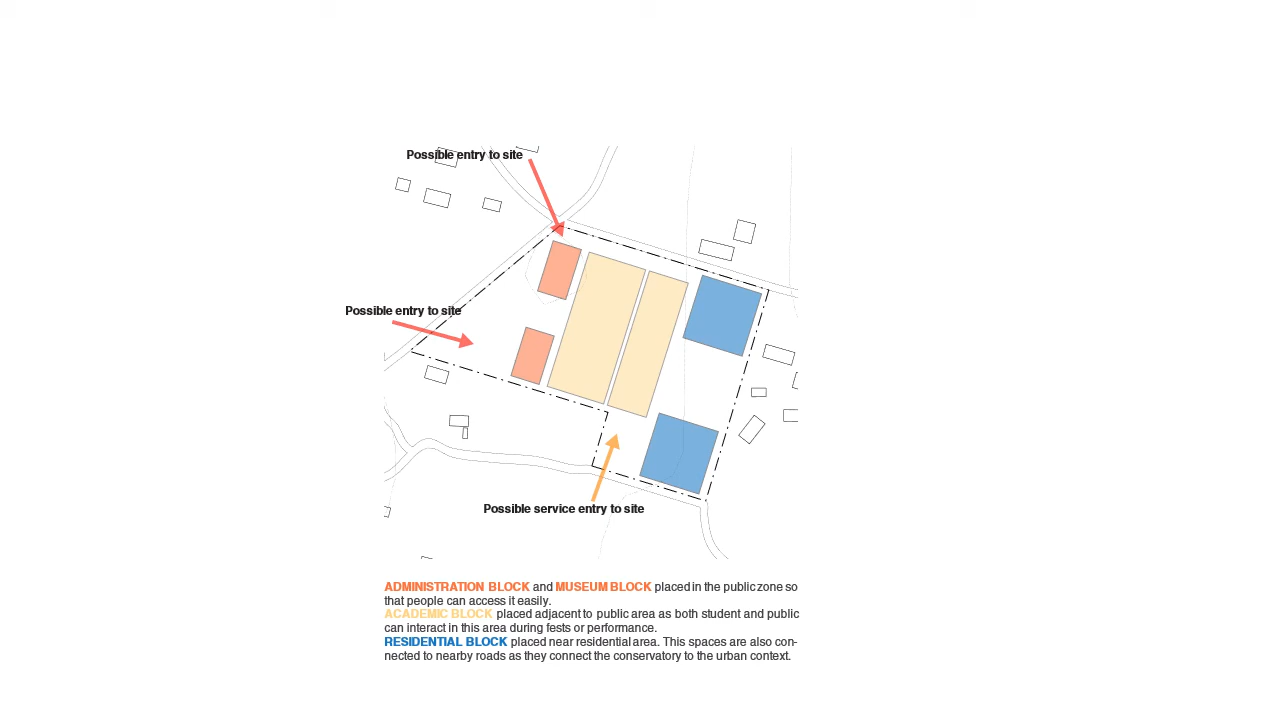 Possible entry to site
Possible entry to site
Possible service entry to site
ADMINISTRATION BLOCK and MUSEUM BLOCK placed in the public zone so
that people can access it easily.
ACADEMIC BLOCK placed adjacent to public area as both student and public
can interact in this area during fests or performance.
RESIDENTIAL BLOCK placed near residential area. This spaces are also con-
nected to nearby roads as they connect the conservatory to the urban context.